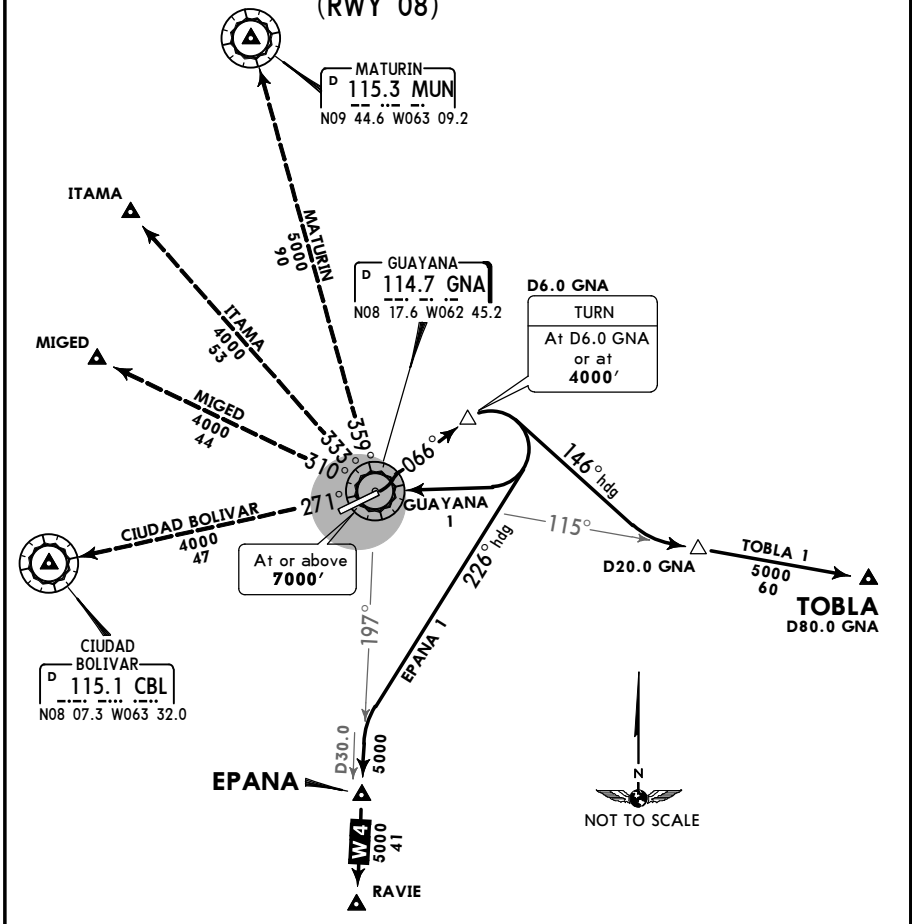 (RWY 08)
MATURIN
D 115.3 MUN
N09 44.6 W063 09.2
ITAMA
MATURIN
5000
90
GUAYANA
D 114.7 GNA
N08 17.6 W062 45.2
D6.0 GNA
TURN
At D6.0 GNA
or at
4000'
ITAMA
4000
53
MIGED
MIGED
4000
44
359°
333°
310°
271°
066°
146° hdg
GUAYANA
1
CIUDAD BOLIVAR
4000
47
At or above
7000'
115°
226° hdg
D20.0 GNA
TOBLA 1
5000
60
TOBLA
D80.0 GNA
197°
EPANA 1
CIUDAD
BOLIVAR
D 115.1 CBL
N08 07.3 W063 32.0
D30.0
5000
EPANA
N
NOT TO SCALE
W 4
5000
41
RAVIE